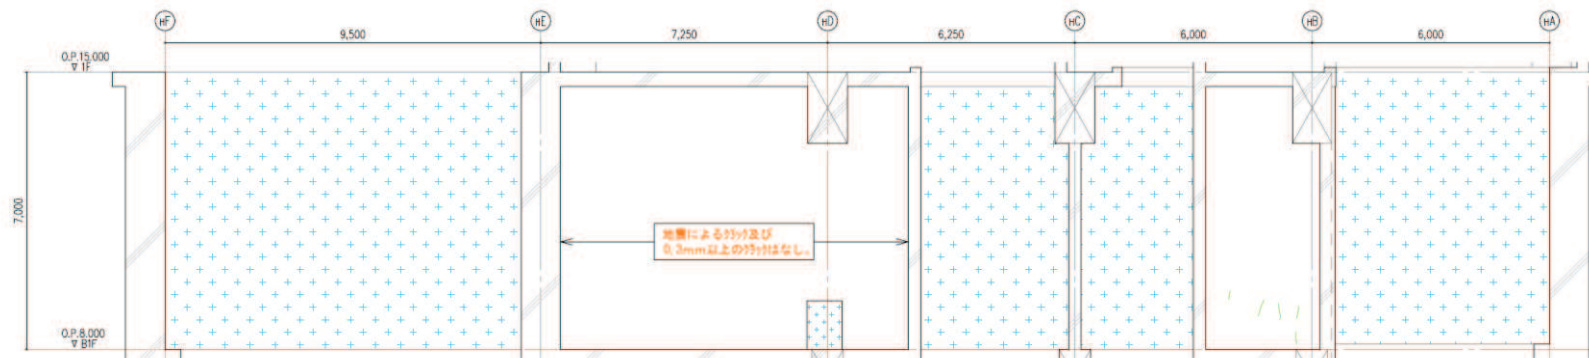 HF HE HD HC HB HA
9,500 7,250 6,250 6,000 6,000
O.P.15,000
▽ 1F
7,000
地震によるクラック及び
0.3mm以上のクラックはなし。
O.P.8,000
▽ B1F